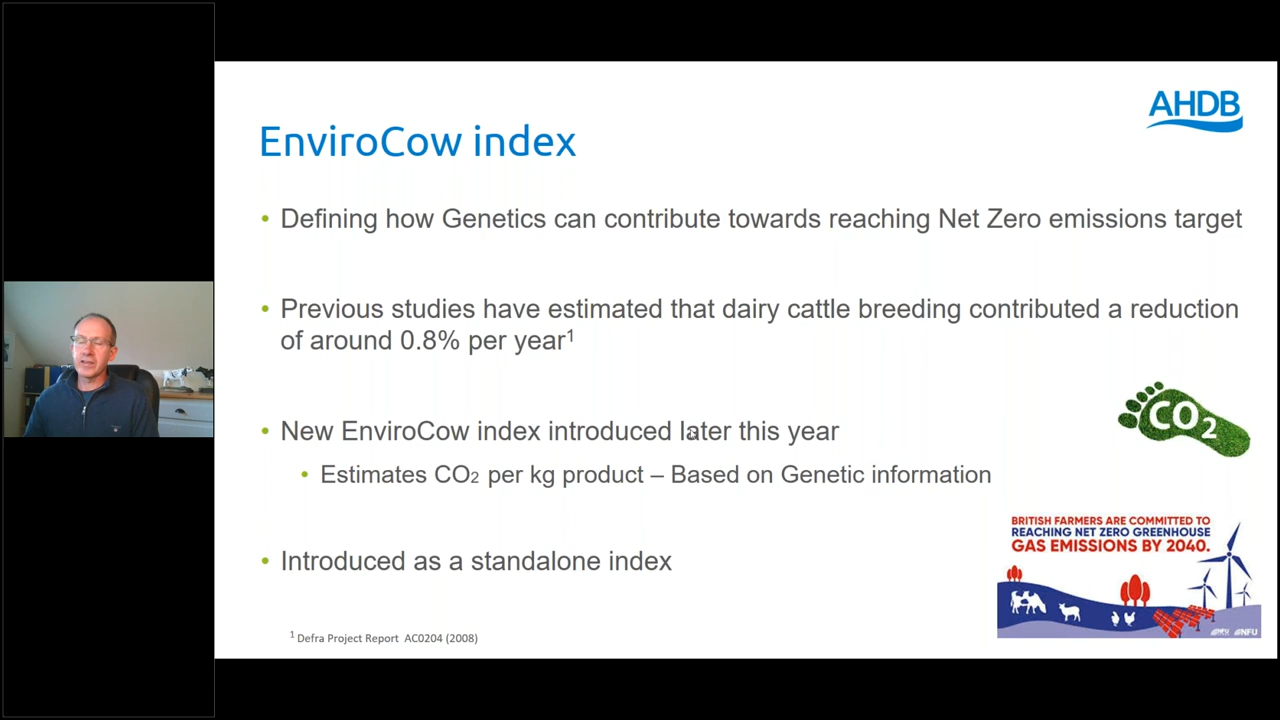 AHDB
EnviroCow index
• Defining how Genetics can contribute towards reaching Net Zero emissions target
• Previous studies have estimated that dairy cattle breeding contributed a reduction
of around 0.8% per year¹
• New EnviroCow index introduced later this year
• Estimates CO₂ per kg product – Based on Genetic information
• Introduced as a standalone index
CO₂
BRITISH FARMERS ARE COMMITTED TO
REACHING NET ZERO GREENHOUSE
GAS EMISSIONS BY 2040.
NFU
¹ Defra Project Report AC0204 (2008)